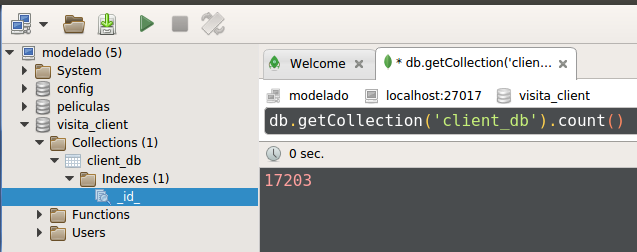 modelado (5)
System
config
peliculas
visita_client
Collections (1)
client_db
Indexes (1)
_id_
Functions
Users
Welcome
* db.getCollection('clien...
modelado localhost:27017 visita_client
db.getCollection('client_db').count()
0 sec.
17203